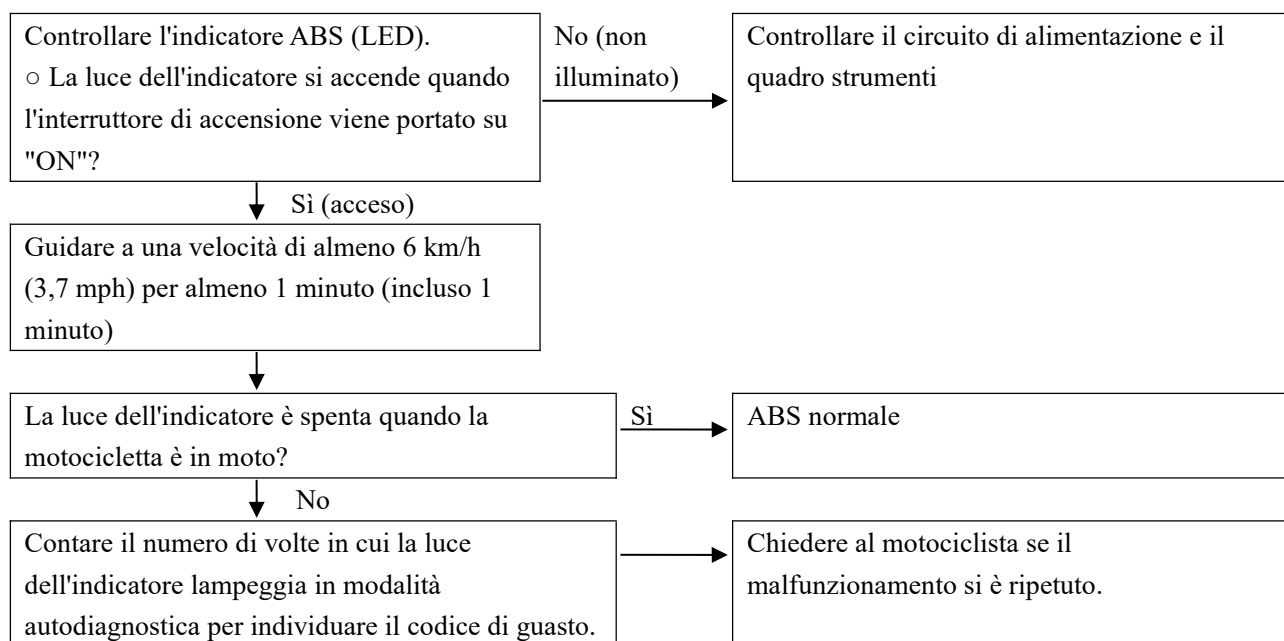 Controllare l'indicatore ABS (LED).
○ La luce dell'indicatore si accende quando
l'interruttore di accensione viene portato su
"ON"?
No (non
illuminato)
Controllare il circuito di alimentazione e il
quadro strumenti
Sì (acceso)
Guidare a una velocità di almeno 6 km/h
(3,7 mph) per almeno 1 minuto (incluso 1
minuto)
La luce dell'indicatore è spenta quando la
motocicletta è in moto?
Sì
ABS normale
No
Contare il numero di volte in cui la luce
dell'indicatore lampeggia in modalità
autodiagnostica per individuare il codice di guasto.
Chiedere al motociclista se il
malfunzionamento si è ripetuto.